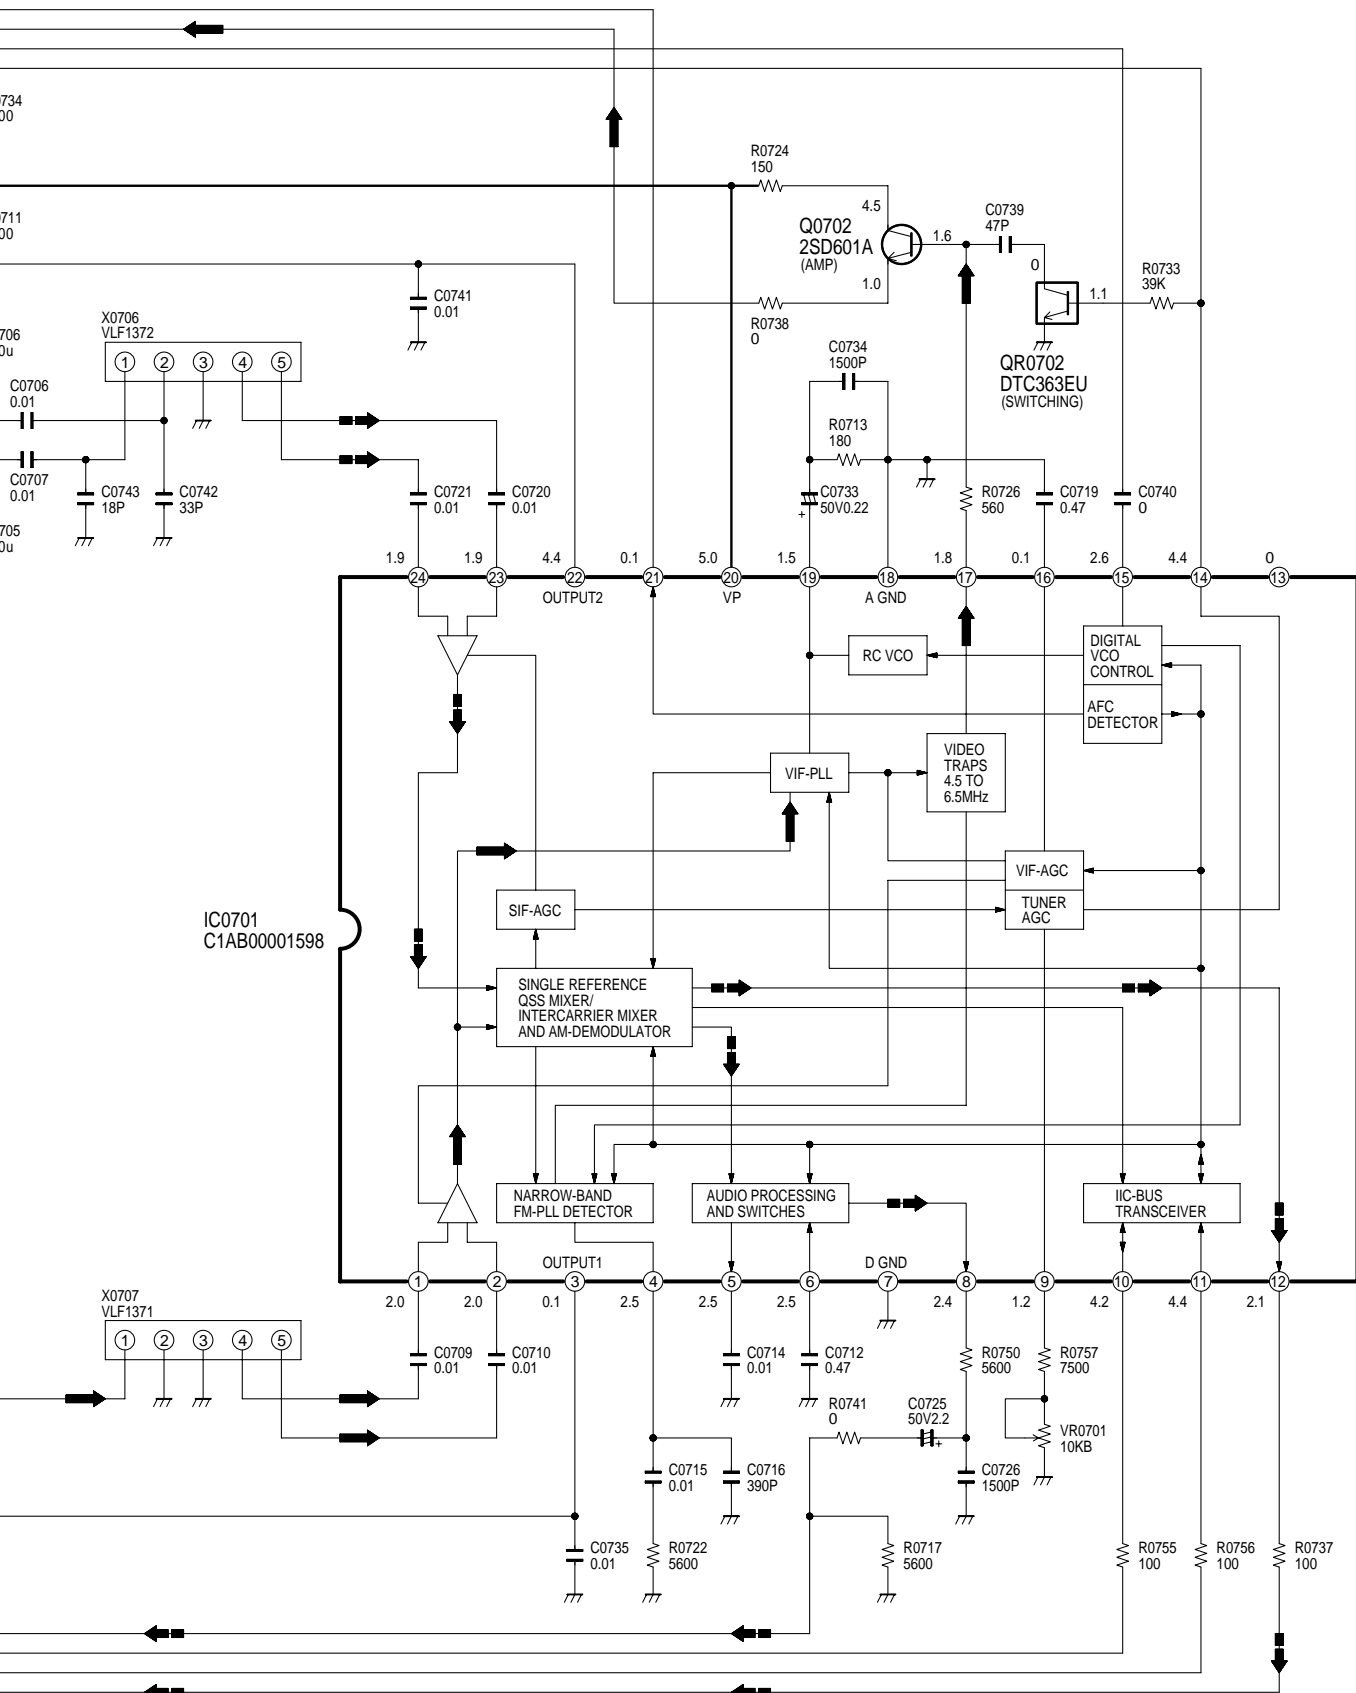 0734
00
R0724
150
0711
00
4.5
Q0702
2SD601A
(AMP)
1.6
C0739
47P
0
1.0
R0733
39K
1.1
C0741
0.01
X0706
VLF1372
R0738
0
QR0702
DTC363EU
(SWITCHING)
706
0u
1 2 3 4 5
C0734
1500P
C0706
0.01
R0713
180
C0707
0.01
C0743
18P
C0742
33P
C0721
0.01
C0720
0.01
C0733
50V0.22
+
R0726
560
C0719
0.47
C0740
0
705
0u
1.9 1.9 4.4 0.1 5.0 1.5 1.8 0.1 2.6 4.4 0
24 23 22 21 20 19 18 17 16 15 14 13
OUTPUT2 VP A GND
RC VCO
DIGITAL
VCO
CONTROL
AFC
DETECTOR
VIF-PLL
VIDEO
TRAPS
4.5 TO
6.5MHz
VIF-AGC
SIF-AGC
TUNER
AGC
IC0701
C1AB00001598
SINGLE REFERENCE
QSS MIXER/
INTERCARRIER MIXER
AND AM-DEMODULATOR
NARROW-BAND
FM-PLL DETECTOR
AUDIO PROCESSING
AND SWITCHES
IIC-BUS
TRANSCEIVER
OUTPUT1 D GND
1 2 3 4 5 6 7 8 9 10 11 12
2.0 2.0 0.1 2.5 2.5 2.5 2.4 1.2 4.2 4.4 2.1
X0707
VLF1371
1 2 3 4 5
C0709
0.01
C0710
0.01
C0714
0.01
C0712
0.47
R0750
5600
R0757
7500
R0741
0
C0725
50V2.2
+
VR0701
10KB
C0715
0.01
C0716
390P
C0726
1500P
C0735
0.01
R0722
5600
R0717
5600
R0755
100
R0756
100
R0737
100